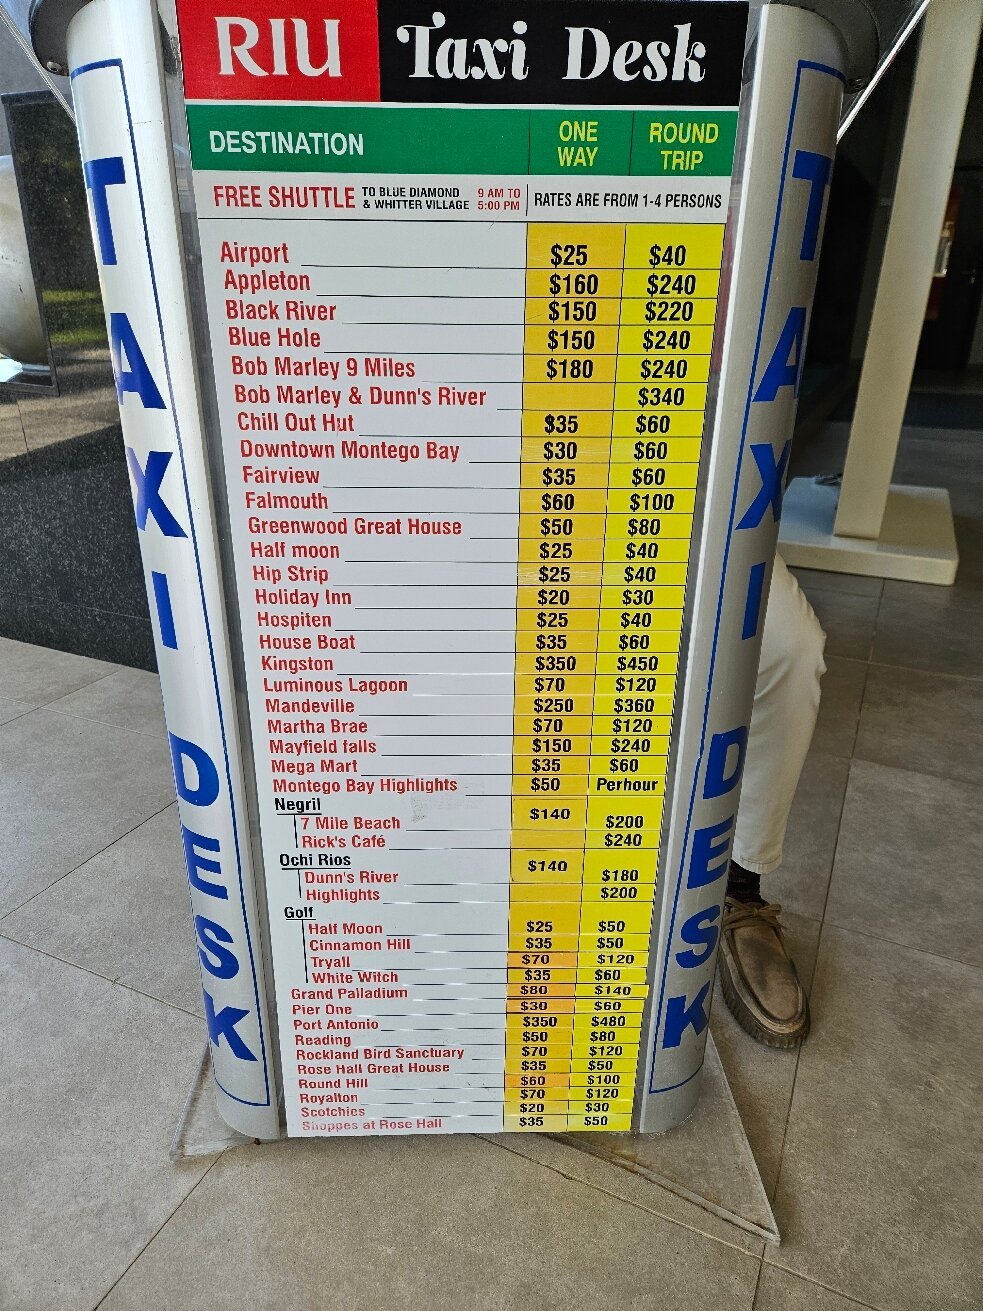 RIU Taxi Desk
DESTINATION ONE WAY ROUND TRIP
FREE SHUTTLE TO BLUE DIAMOND & WHITTER VILLAGE 9 AM TO 5:00 PM RATES ARE FROM 1-4 PERSONS
Airport $25 $40
Appleton $160 $240
Black River $150 $220
Blue Hole $150 $240
Bob Marley 9 Miles $180 $240
Bob Marley & Dunn's River $340
Chill Out Hut $35 $60
Downtown Montego Bay $30 $60
Fairview $35 $60
Falmouth $60 $100
Greenwood Great House $50 $80
Half moon $25 $40
Hip Strip $25 $40
Holiday Inn $20 $30
Hospiten $25 $40
House Boat $35 $60
Kingston $350 $450
Luminous Lagoon $70 $120
Mandeville $250 $360
Martha Brae $70 $120
Mayfield falls $150 $240
Mega Mart $35 $60
Montego Bay Highlights $50 Perhour
Negril $140
7 Mile Beach $200
Rick's Café $240
Ochi Rios $140
Dunn's River $180
Highlights $200
Golf
Half Moon $25 $50
Cinnamon Hill $35 $50
Tryall $70 $120
White Witch $35 $60
Grand Palladium $80 $140
Pier One $30 $60
Port Antonio $350 $480
Reading $50 $80
Rockland Bird Sanctuary $70 $120
Rose Hall Great House $35 $50
Round Hill $60 $100
Royalton $70 $120
Scotchies $20 $30
Shoppes at Rose Hall $35 $50
TAXI DESK
TAXI DESK